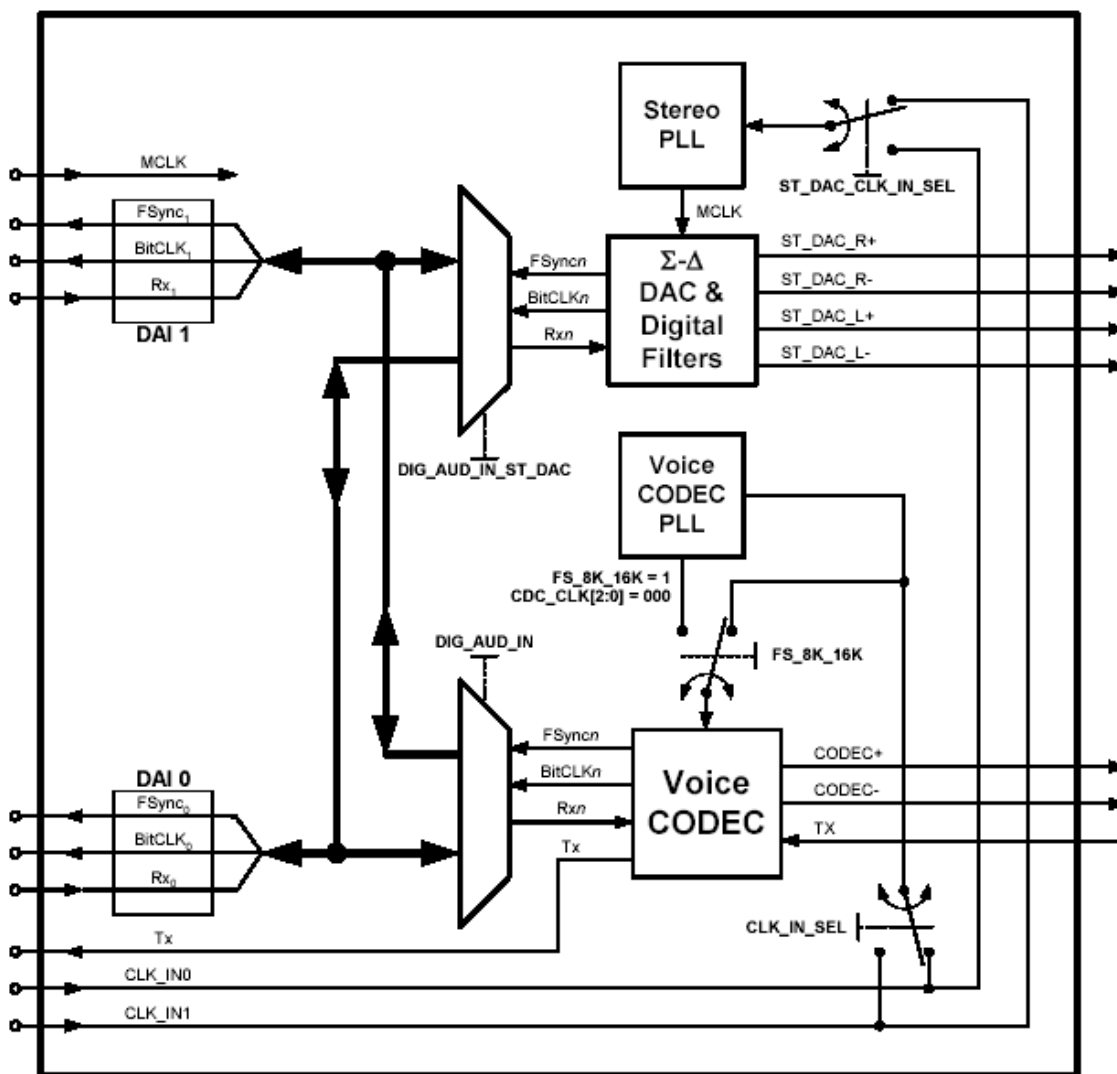 Stereo
PLL
MCLK
ST_DAC_CLK_IN_SEL
FSync1
MCLK
BitCLK1
Rx1
DAI 1
FSyncn
BitCLKn
Rxn
Σ-Δ
DAC &
Digital
Filters
ST_DAC_R+
ST_DAC_R-
ST_DAC_L+
ST_DAC_L-
DIG_AUD_IN_ST_DAC
Voice
CODEC
PLL
FS_8K_16K = 1
CDC_CLK[2:0] = 000
DIG_AUD_IN
FS_8K_16K
DAI 0
FSync0
BitCLK0
Rx0
FSyncn
BitCLKn
Rxn
Tx
Voice
CODEC
CODEC+
CODEC-
TX
CLK_IN_SEL
Tx
CLK_IN0
CLK_IN1